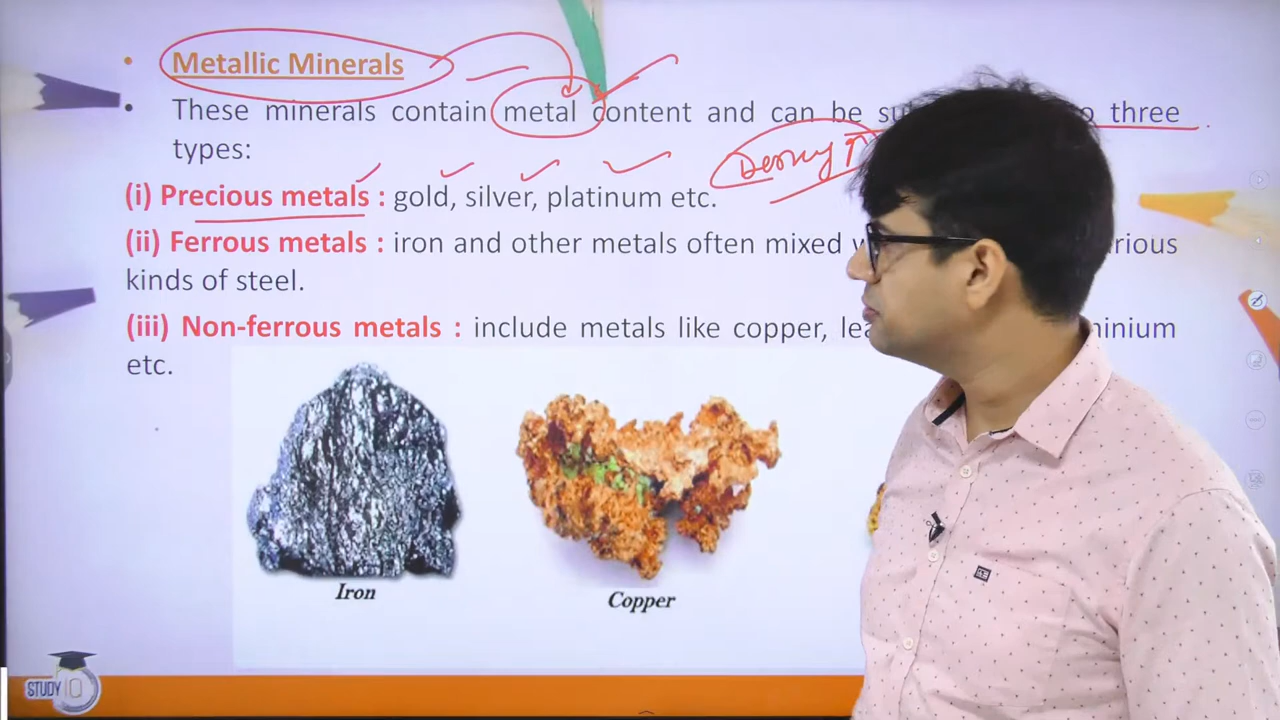 • Metallic Minerals
• These minerals contain metal content and can be su o three
types:
(i) Precious metals : gold, silver, platinum etc.
(ii) Ferrous metals : iron and other metals often mixed rious
kinds of steel.
(iii) Non-ferrous metals : include metals like copper, lea minium
etc.
Iron
Copper
STUDY IQ